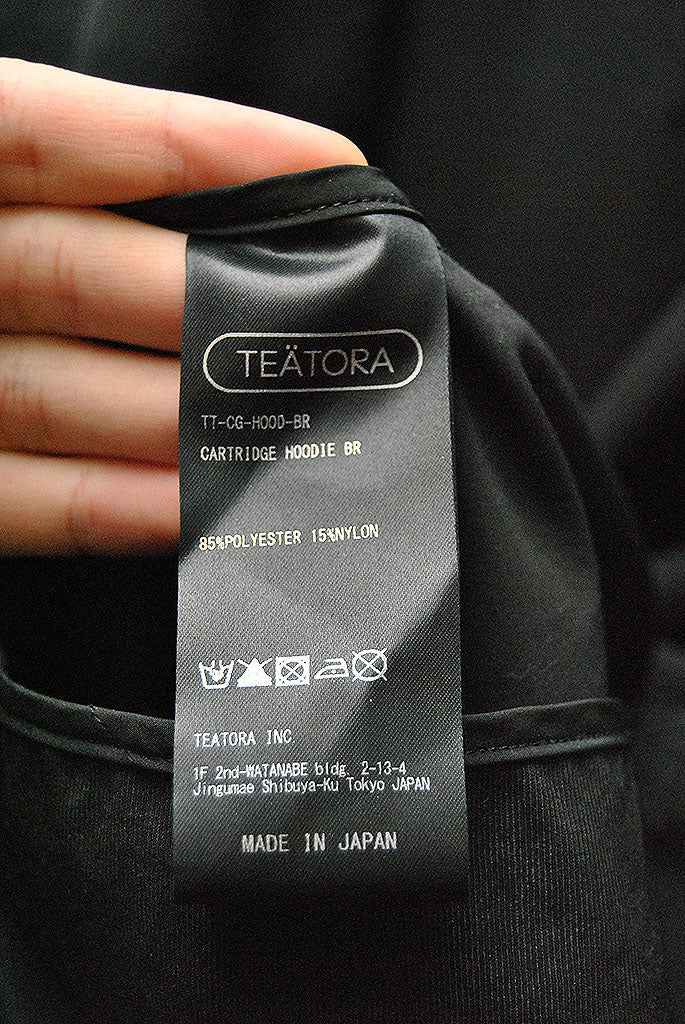 TEÄTORA
TT-CG-HOOD-BR
CARTRIDGE HOODIE BR
85%POLYESTER 15%NYLON
TEATORA INC
1F 2nd-WATANABE bldg. 2-13-4
Jingumae Shibuya-Ku Tokyo JAPAN
MADE IN JAPAN